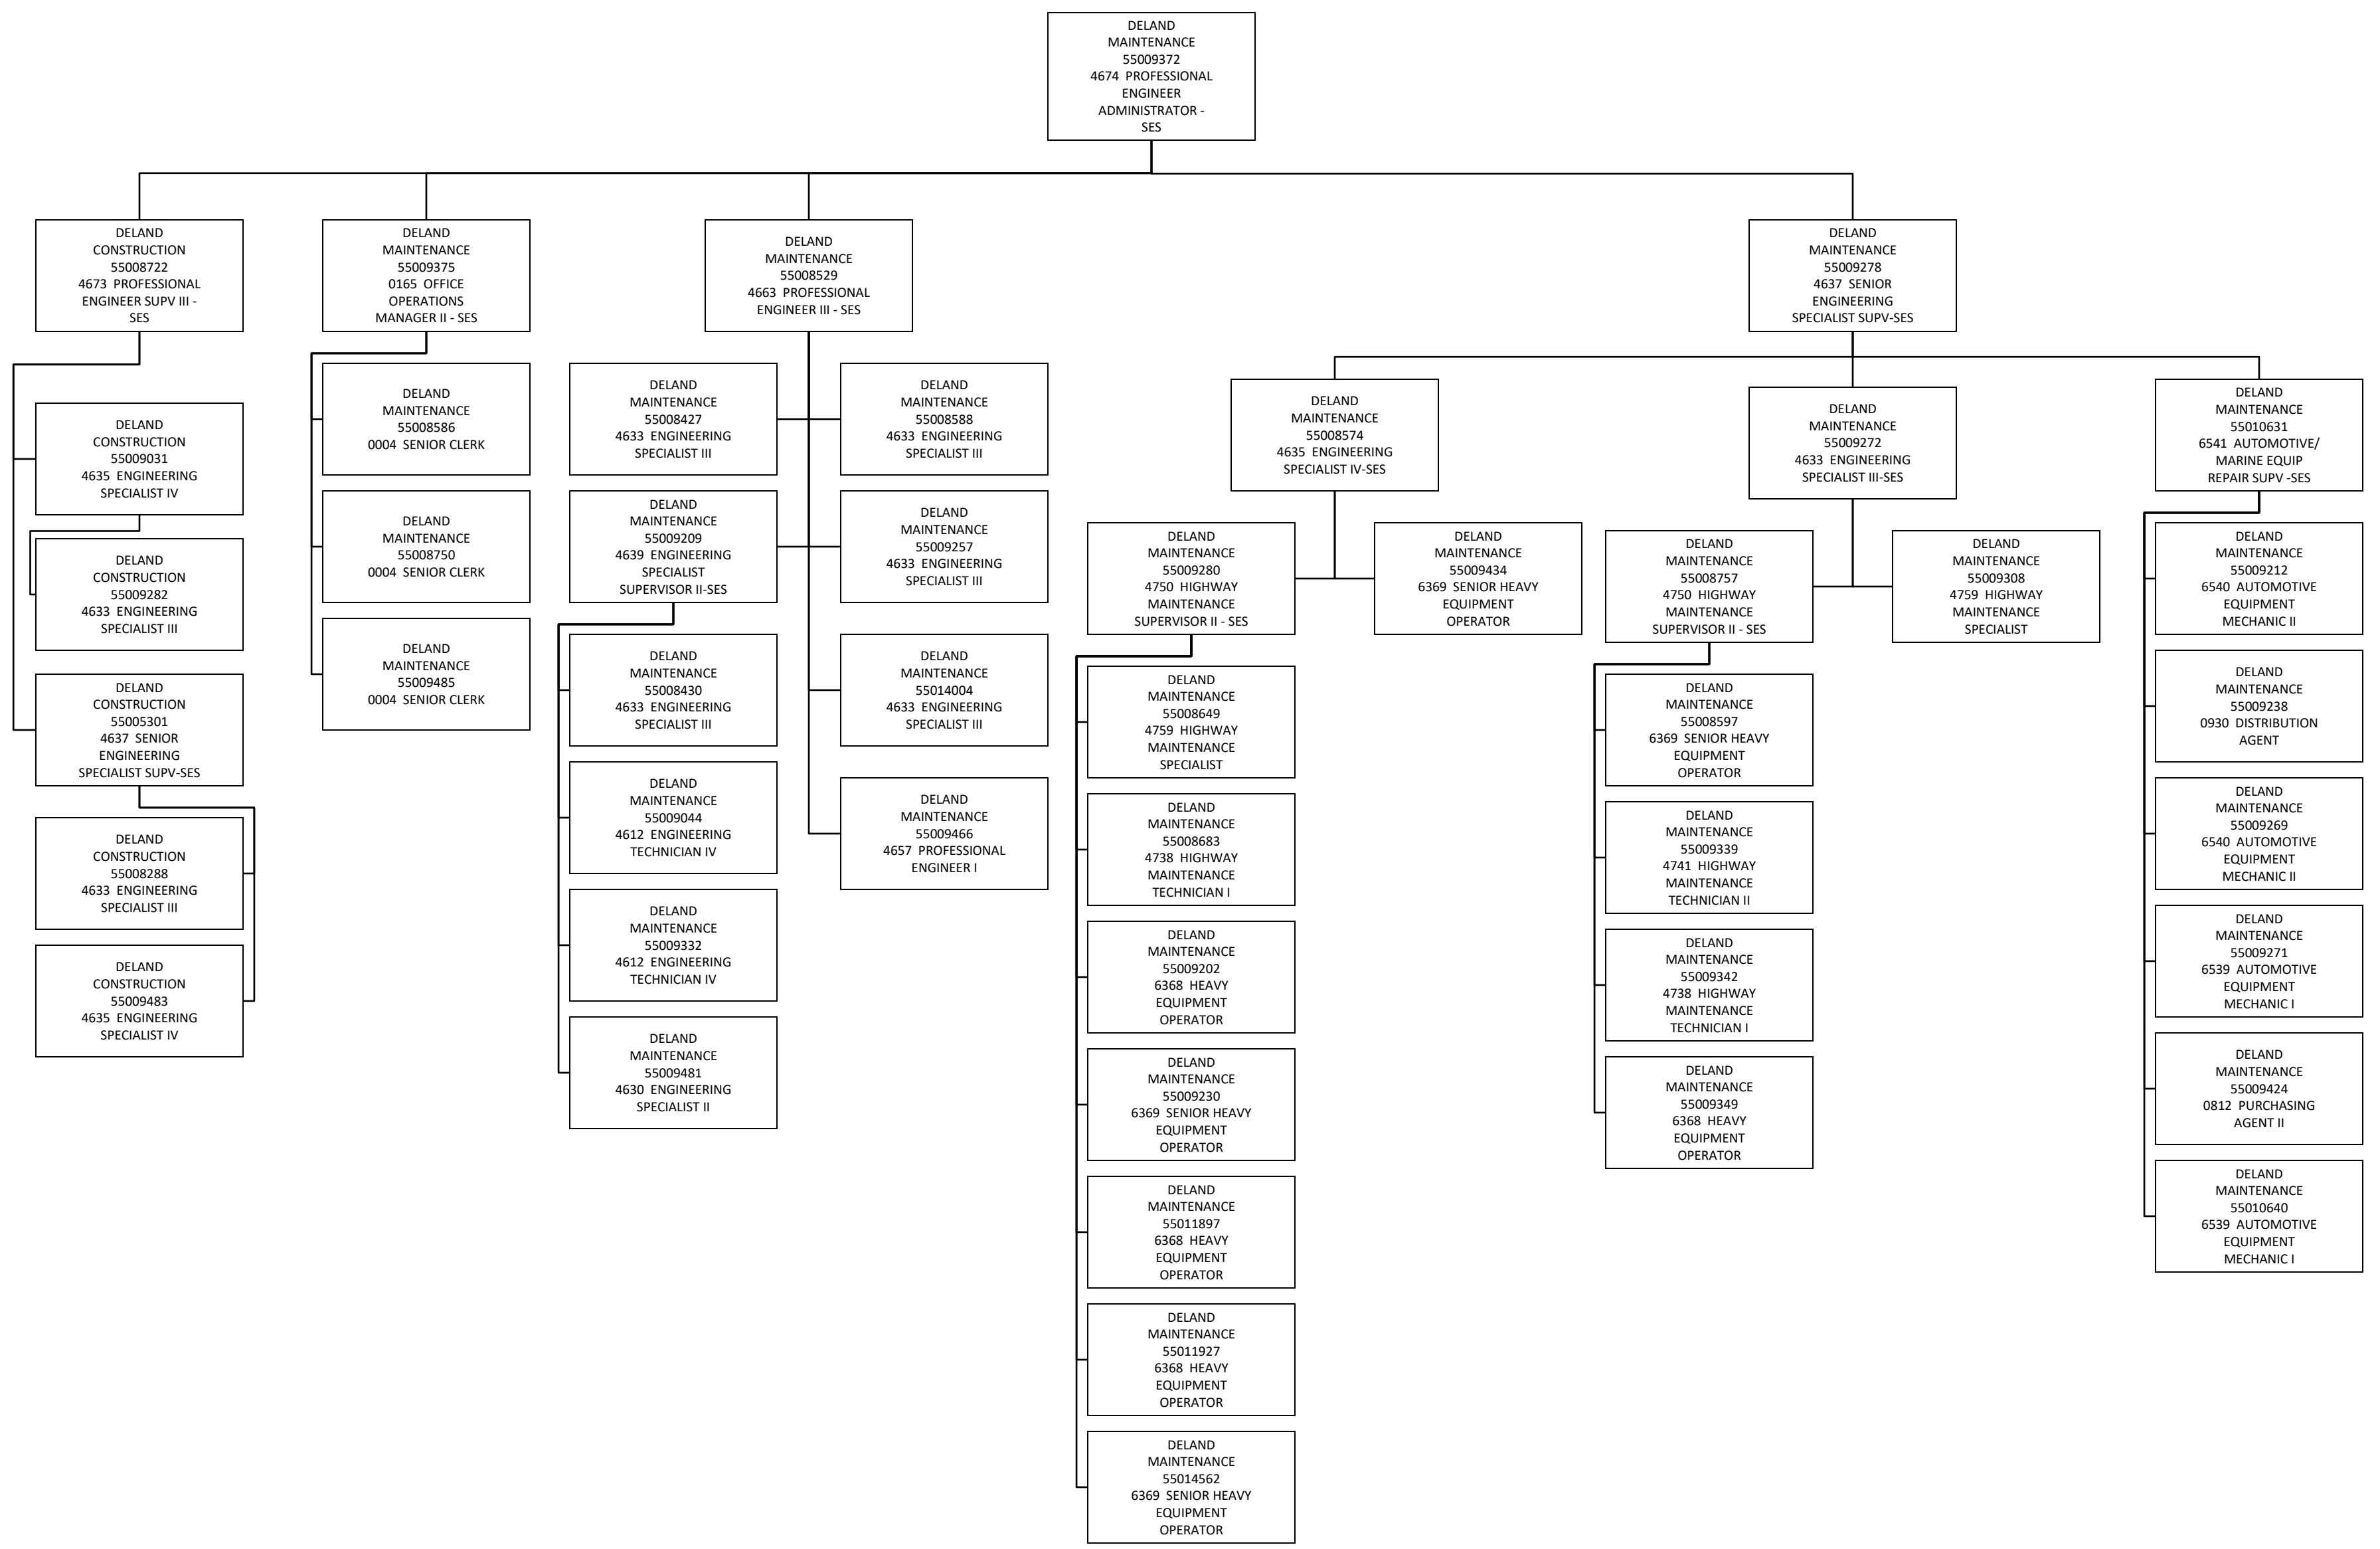 DELAND
MAINTENANCE
55009372
4674 PROFESSIONAL
ENGINEER
ADMINISTRATOR -
SES
DELAND
CONSTRUCTION
55008722
4673 PROFESSIONAL
ENGINEER SUPV III -
SES
DELAND
MAINTENANCE
55009375
0165 OFFICE
OPERATIONS
MANAGER II - SES
DELAND
MAINTENANCE
55008529
4663 PROFESSIONAL
ENGINEER III - SES
DELAND
MAINTENANCE
55009278
4637 SENIOR
ENGINEERING
SPECIALIST SUPV-SES
DELAND
CONSTRUCTION
55009031
4635 ENGINEERING
SPECIALIST IV
DELAND
CONSTRUCTION
55009282
4633 ENGINEERING
SPECIALIST III
DELAND
CONSTRUCTION
55005301
4637 SENIOR
ENGINEERING
SPECIALIST SUPV-SES
DELAND
CONSTRUCTION
55008288
4633 ENGINEERING
SPECIALIST III
DELAND
CONSTRUCTION
55009483
4635 ENGINEERING
SPECIALIST IV
DELAND
MAINTENANCE
55008586
0004 SENIOR CLERK
DELAND
MAINTENANCE
55008750
0004 SENIOR CLERK
DELAND
MAINTENANCE
55009485
0004 SENIOR CLERK
DELAND
MAINTENANCE
55008427
4633 ENGINEERING
SPECIALIST III
DELAND
MAINTENANCE
55009209
4639 ENGINEERING
SPECIALIST
SUPERVISOR II-SES
DELAND
MAINTENANCE
55008430
4633 ENGINEERING
SPECIALIST III
DELAND
MAINTENANCE
55009044
4612 ENGINEERING
TECHNICIAN IV
DELAND
MAINTENANCE
55009332
4612 ENGINEERING
TECHNICIAN IV
DELAND
MAINTENANCE
55009481
4630 ENGINEERING
SPECIALIST II
DELAND
MAINTENANCE
55008588
4633 ENGINEERING
SPECIALIST III
DELAND
MAINTENANCE
55009257
4633 ENGINEERING
SPECIALIST III
DELAND
MAINTENANCE
55014004
4633 ENGINEERING
SPECIALIST III
DELAND
MAINTENANCE
55009466
4657 PROFESSIONAL
ENGINEER I
DELAND
MAINTENANCE
55008574
4635 ENGINEERING
SPECIALIST IV-SES
DELAND
MAINTENANCE
55009280
4750 HIGHWAY
MAINTENANCE
SUPERVISOR II - SES
DELAND
MAINTENANCE
55009434
6369 SENIOR HEAVY
EQUIPMENT
OPERATOR
DELAND
MAINTENANCE
55008649
4759 HIGHWAY
MAINTENANCE
SPECIALIST
DELAND
MAINTENANCE
55008683
4738 HIGHWAY
MAINTENANCE
TECHNICIAN I
DELAND
MAINTENANCE
55009202
6368 HEAVY
EQUIPMENT
OPERATOR
DELAND
MAINTENANCE
55009230
6369 SENIOR HEAVY
EQUIPMENT
OPERATOR
DELAND
MAINTENANCE
55011897
6368 HEAVY
EQUIPMENT
OPERATOR
DELAND
MAINTENANCE
55011927
6368 HEAVY
EQUIPMENT
OPERATOR
DELAND
MAINTENANCE
55014562
6369 SENIOR HEAVY
EQUIPMENT
OPERATOR
DELAND
MAINTENANCE
55009272
4633 ENGINEERING
SPECIALIST III-SES
DELAND
MAINTENANCE
55008757
4750 HIGHWAY
MAINTENANCE
SUPERVISOR II - SES
DELAND
MAINTENANCE
55009308
4759 HIGHWAY
MAINTENANCE
SPECIALIST
DELAND
MAINTENANCE
55008597
6369 SENIOR HEAVY
EQUIPMENT
OPERATOR
DELAND
MAINTENANCE
55009339
4741 HIGHWAY
MAINTENANCE
TECHNICIAN II
DELAND
MAINTENANCE
55009342
4738 HIGHWAY
MAINTENANCE
TECHNICIAN I
DELAND
MAINTENANCE
55009349
6368 HEAVY
EQUIPMENT
OPERATOR
DELAND
MAINTENANCE
55010631
6541 AUTOMOTIVE/
MARINE EQUIP
REPAIR SUPV -SES
DELAND
MAINTENANCE
55009212
6540 AUTOMOTIVE
EQUIPMENT
MECHANIC II
DELAND
MAINTENANCE
55009238
0930 DISTRIBUTION
AGENT
DELAND
MAINTENANCE
55009269
6540 AUTOMOTIVE
EQUIPMENT
MECHANIC II
DELAND
MAINTENANCE
55009271
6539 AUTOMOTIVE
EQUIPMENT
MECHANIC I
DELAND
MAINTENANCE
55009424
0812 PURCHASING
AGENT II
DELAND
MAINTENANCE
55010640
6539 AUTOMOTIVE
EQUIPMENT
MECHANIC I